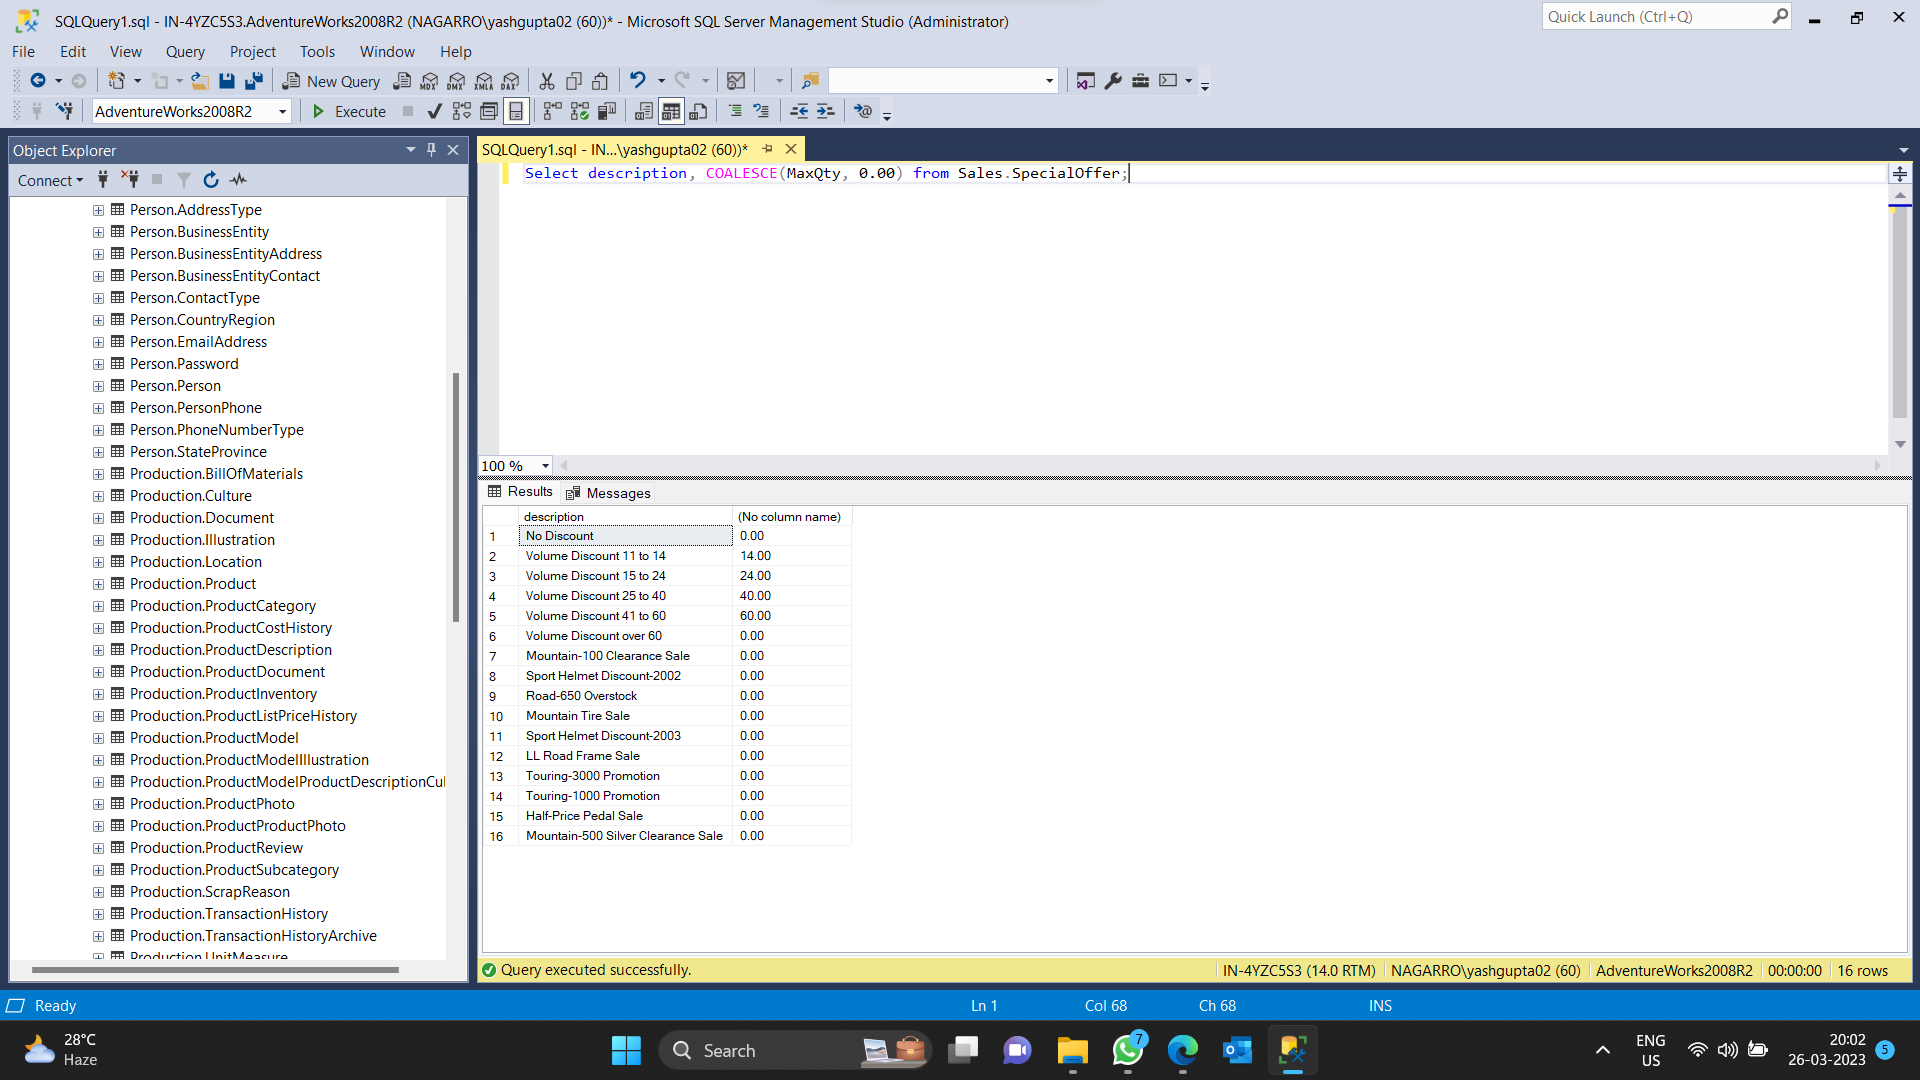 SQLQuery1.sql - IN-4YZC5S3.AdventureWorks2008R2 (NAGARRO\yashgupta02 (60))* - Microsoft SQL Server Management Studio (Administrator)
Quick Launch (Ctrl+Q)
File Edit View Query Project Tools Window Help
New Query MDX DMX XMLA DAX
AdventureWorks2008R2 Execute
Object Explorer
Connect
Person.AddressType
Person.BusinessEntity
Person.BusinessEntityAddress
Person.BusinessEntityContact
Person.ContactType
Person.CountryRegion
Person.EmailAddress
Person.Password
Person.Person
Person.PersonPhone
Person.PhoneNumberType
Person.StateProvince
Production.BillOfMaterials
Production.Culture
Production.Document
Production.Illustration
Production.Location
Production.Product
Production.ProductCategory
Production.ProductCostHistory
Production.ProductDescription
Production.ProductDocument
Production.ProductInventory
Production.ProductListPriceHistory
Production.ProductModel
Production.ProductModelIllustration
Production.ProductModelProductDescriptionCul
Production.ProductPhoto
Production.ProductProductPhoto
Production.ProductReview
Production.ProductSubcategory
Production.ScrapReason
Production.TransactionHistory
Production.TransactionHistoryArchive
Production.UnitMeasure
SQLQuery1.sql - IN...\yashgupta02 (60))*
Select description, COALESCE(MaxQty, 0.00) from Sales.SpecialOffer;
100 %
Results Messages
description (No column name)
1 No Discount 0.00
2 Volume Discount 11 to 14 14.00
3 Volume Discount 15 to 24 24.00
4 Volume Discount 25 to 40 40.00
5 Volume Discount 41 to 60 60.00
6 Volume Discount over 60 0.00
7 Mountain-100 Clearance Sale 0.00
8 Sport Helmet Discount-2002 0.00
9 Road-650 Overstock 0.00
10 Mountain Tire Sale 0.00
11 Sport Helmet Discount-2003 0.00
12 LL Road Frame Sale 0.00
13 Touring-3000 Promotion 0.00
14 Touring-1000 Promotion 0.00
15 Half-Price Pedal Sale 0.00
16 Mountain-500 Silver Clearance Sale 0.00
Query executed successfully. IN-4YZC5S3 (14.0 RTM) NAGARRO\yashgupta02 (60) AdventureWorks2008R2 00:00:00 16 rows
Ready Ln 1 Col 68 Ch 68 INS
28°C
Haze
Search
7
ENG
US
20:02
26-03-2023
5